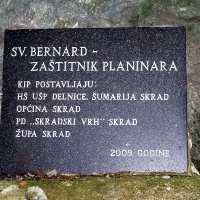 SV. BERNARD ~
ZAŠTITNIK PLANINARA
KIP POSTAVLJAJU:
HŠ UŠP DELNICE, ŠUMARIJA SKRAD
OPĆINA SKRAD
PD „SKRADSKI VRH” SKRAD
ŽUPA SKRAD
2009. GODINE